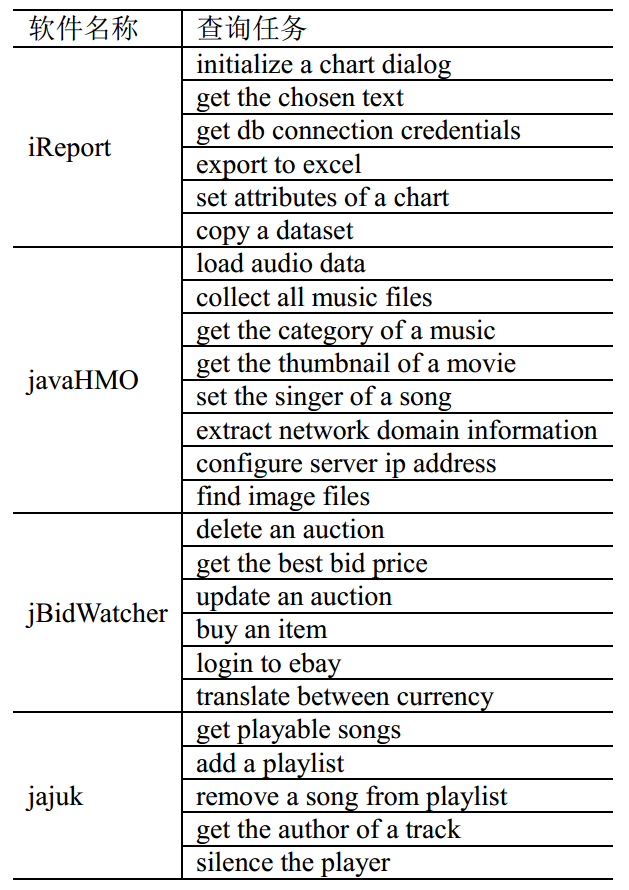 软件名称 查询任务
iReport
initialize a chart dialog
get the chosen text
get db connection credentials
export to excel
set attributes of a chart
copy a dataset
javaHMO
load audio data
collect all music files
get the category of a music
get the thumbnail of a movie
set the singer of a song
extract network domain information
configure server ip address
find image files
jBidWatcher
delete an auction
get the best bid price
update an auction
buy an item
login to ebay
translate between currency
jajuk
get playable songs
add a playlist
remove a song from playlist
get the author of a track
silence the player